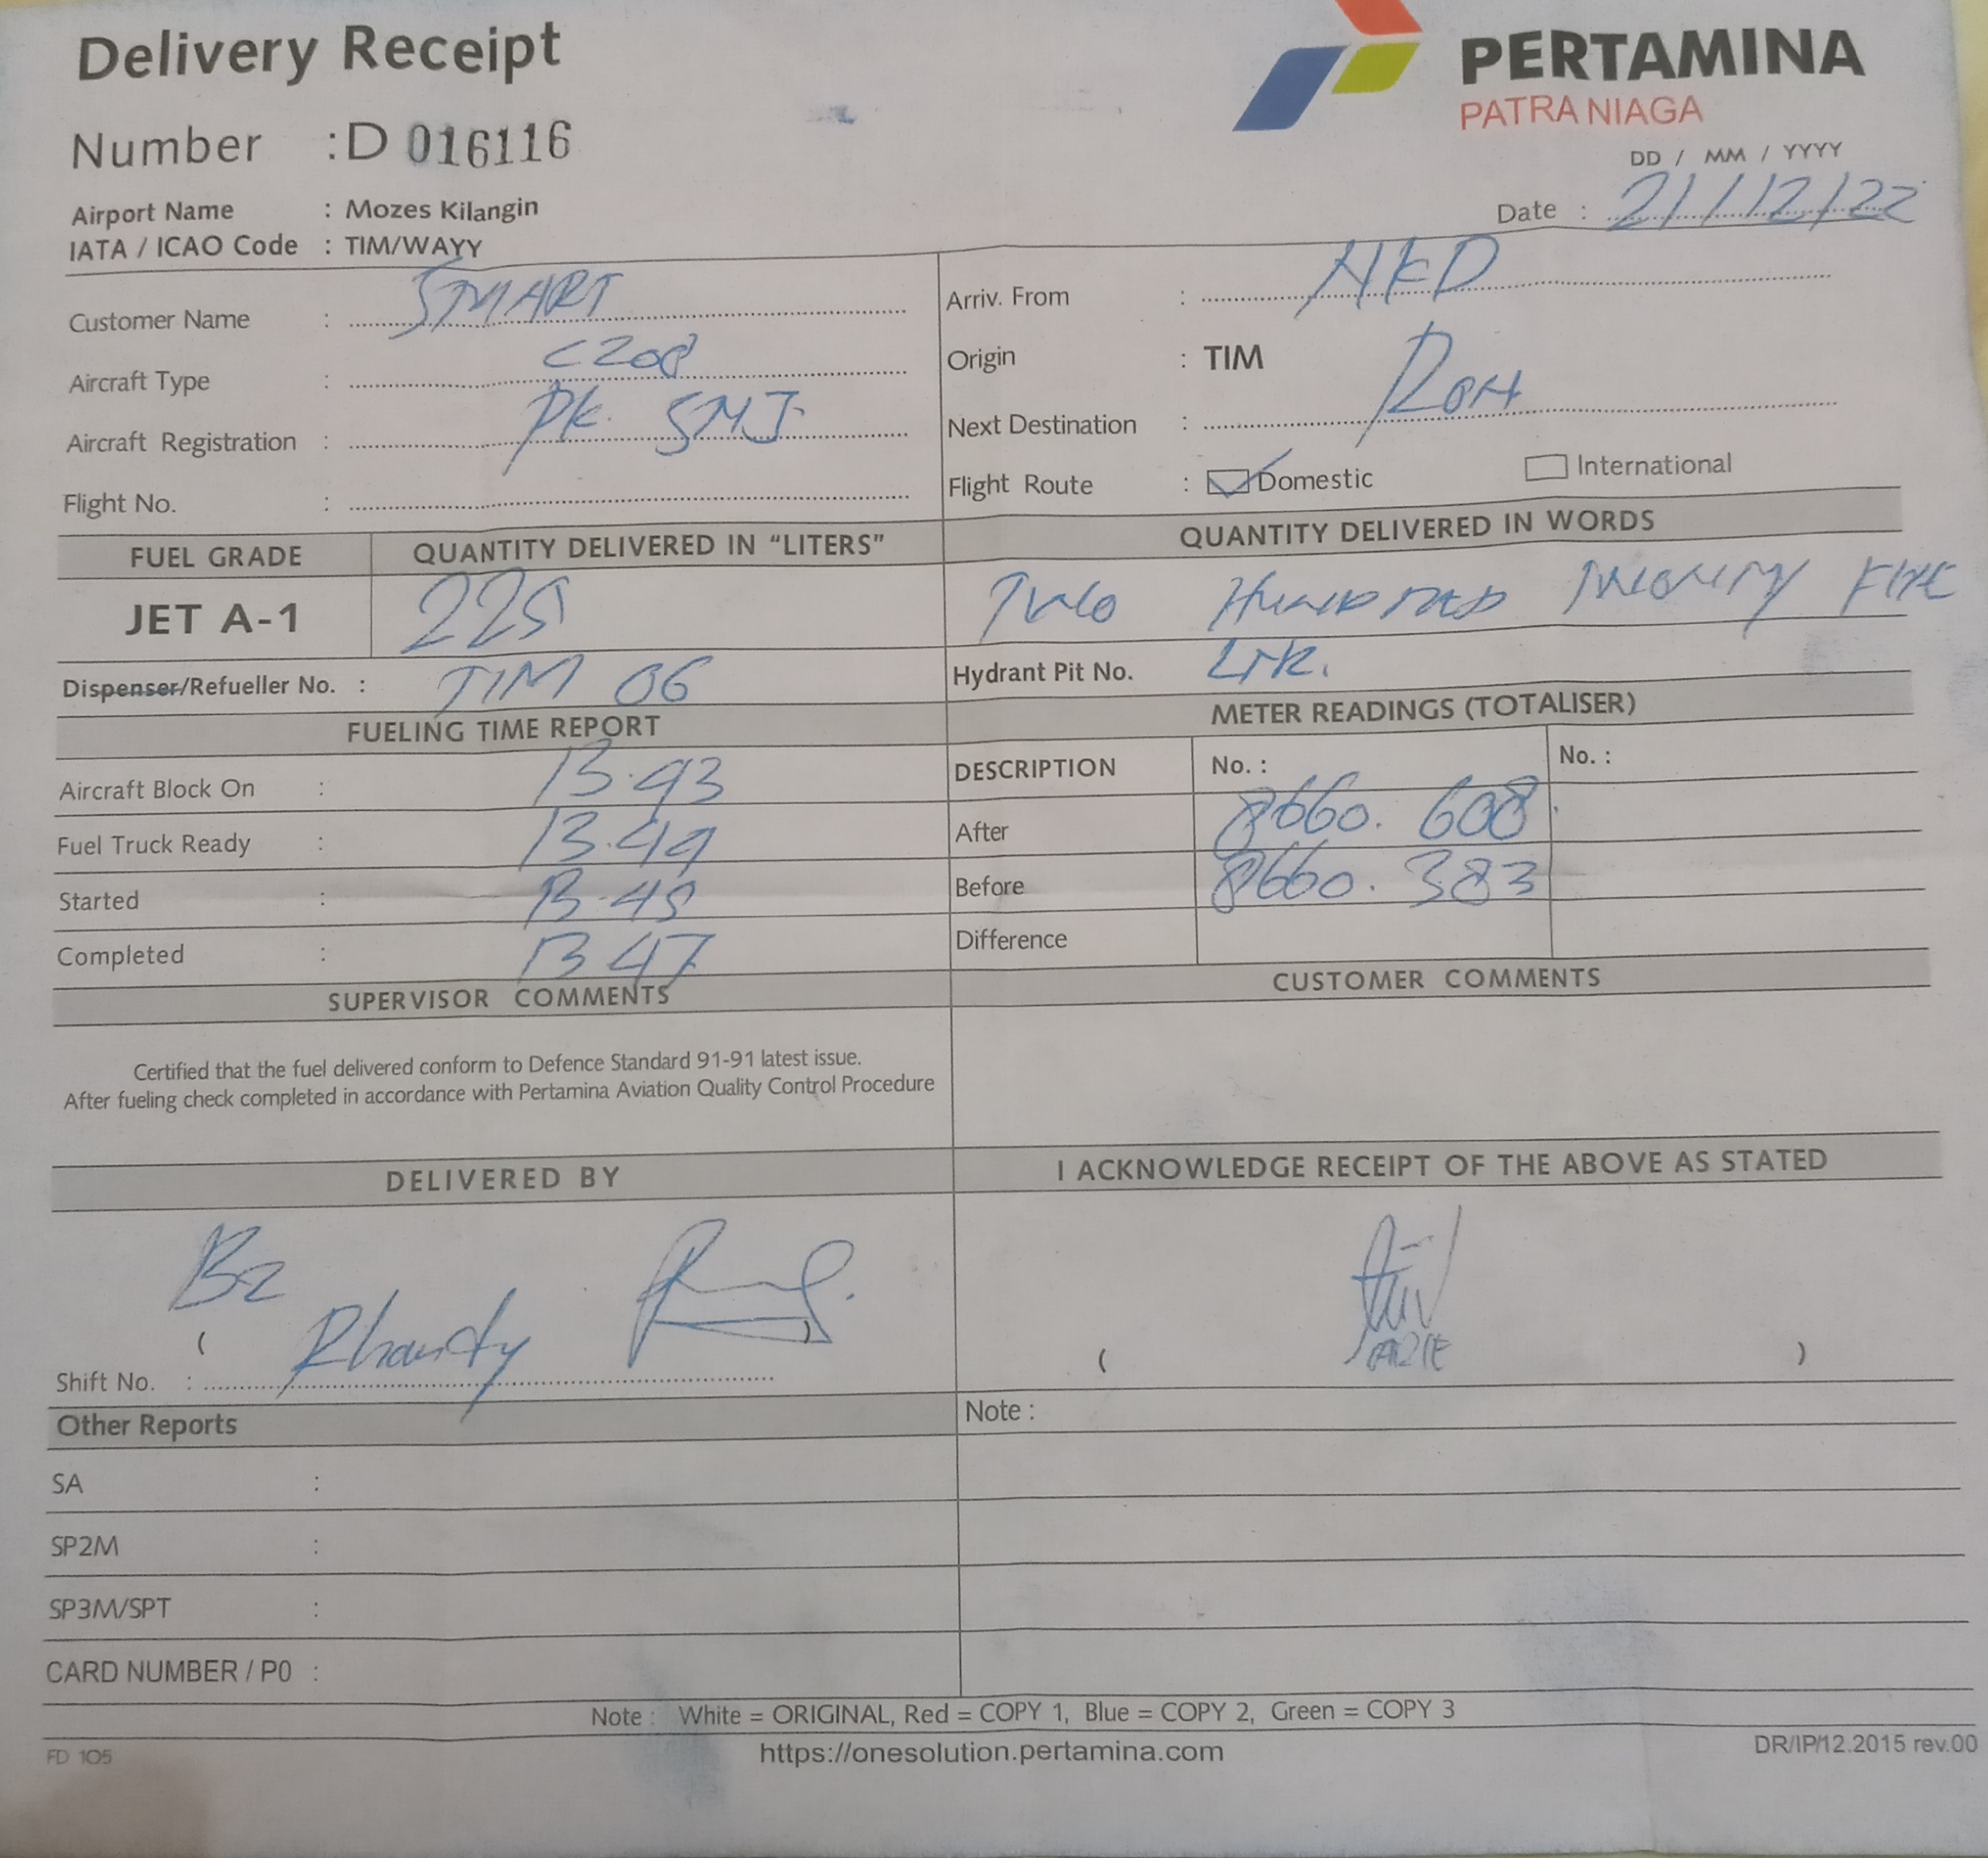 Delivery Receipt
PERTAMINA
PATRA NIAGA
Number : D 016116
DD / MM / YYYY
Date : 21/12/22
Airport Name : Mozes Kilangin
IATA / ICAO Code : TIM/WAYY
Customer Name : SMART
Arriv. From :
Aircraft Type : C208
Origin : TIM
Aircraft Registration : PK. SMJ
Next Destination :
Flight No. :
Flight Route : Domestic International
FUEL GRADE QUANTITY DELIVERED IN "LITERS" QUANTITY DELIVERED IN WORDS
JET A-1 225 Two Hundred Twenty Five
Dispenser/Refueller No. : TIM 06
Hydrant Pit No. Ltr.
FUELING TIME REPORT METER READINGS (TOTALISER)
Aircraft Block On : 13.43
DESCRIPTION No. : No. :
Fuel Truck Ready : 13.44
After 8660. 608
Started : 13.45
Before 8660. 383
Completed : 13 47
Difference
SUPERVISOR COMMENTS CUSTOMER COMMENTS
Certified that the fuel delivered conform to Defence Standard 91-91 latest issue.
After fueling check completed in accordance with Pertamina Aviation Quality Control Procedure
DELIVERED BY I ACKNOWLEDGE RECEIPT OF THE ABOVE AS STATED
B2
( Rhandy ) ( )
Shift No. :
Other Reports Note :
SA :
SP2M :
SP3M/SPT :
CARD NUMBER / P0 :
Note : White = ORIGINAL, Red = COPY 1, Blue = COPY 2, Green = COPY 3
FD 105 https://onesolution.pertamina.com DR/IP/12.2015 rev.00